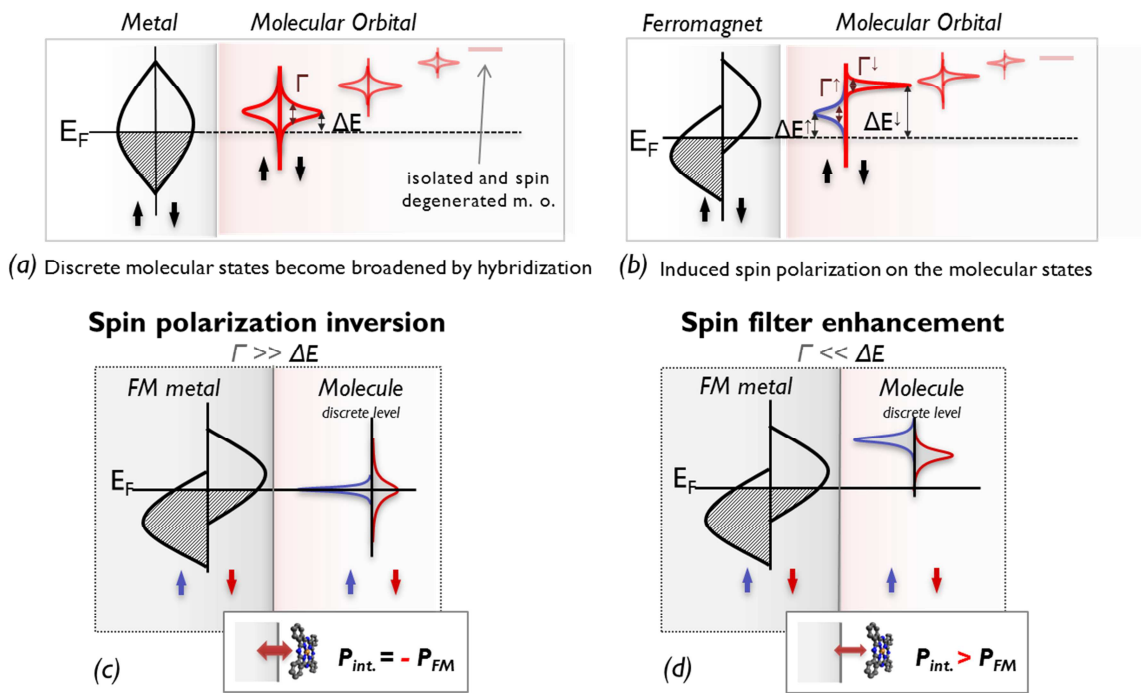 Metal
Molecular Orbital
Γ
ΔE
E_F
isolated and spin
degenerated m. o.
(a) Discrete molecular states become broadened by hybridization
Ferromagnet
Molecular Orbital
Γ↓
Γ↑
ΔE↑
ΔE↓
E_F
(b) Induced spin polarization on the molecular states
Spin polarization inversion
Γ >> ΔE
FM metal
Molecule
discrete level
E_F
(c)
P_int. = - P_FM
Spin filter enhancement
Γ << ΔE
FM metal
Molecule
discrete level
E_F
(d)
P_int. > P_FM